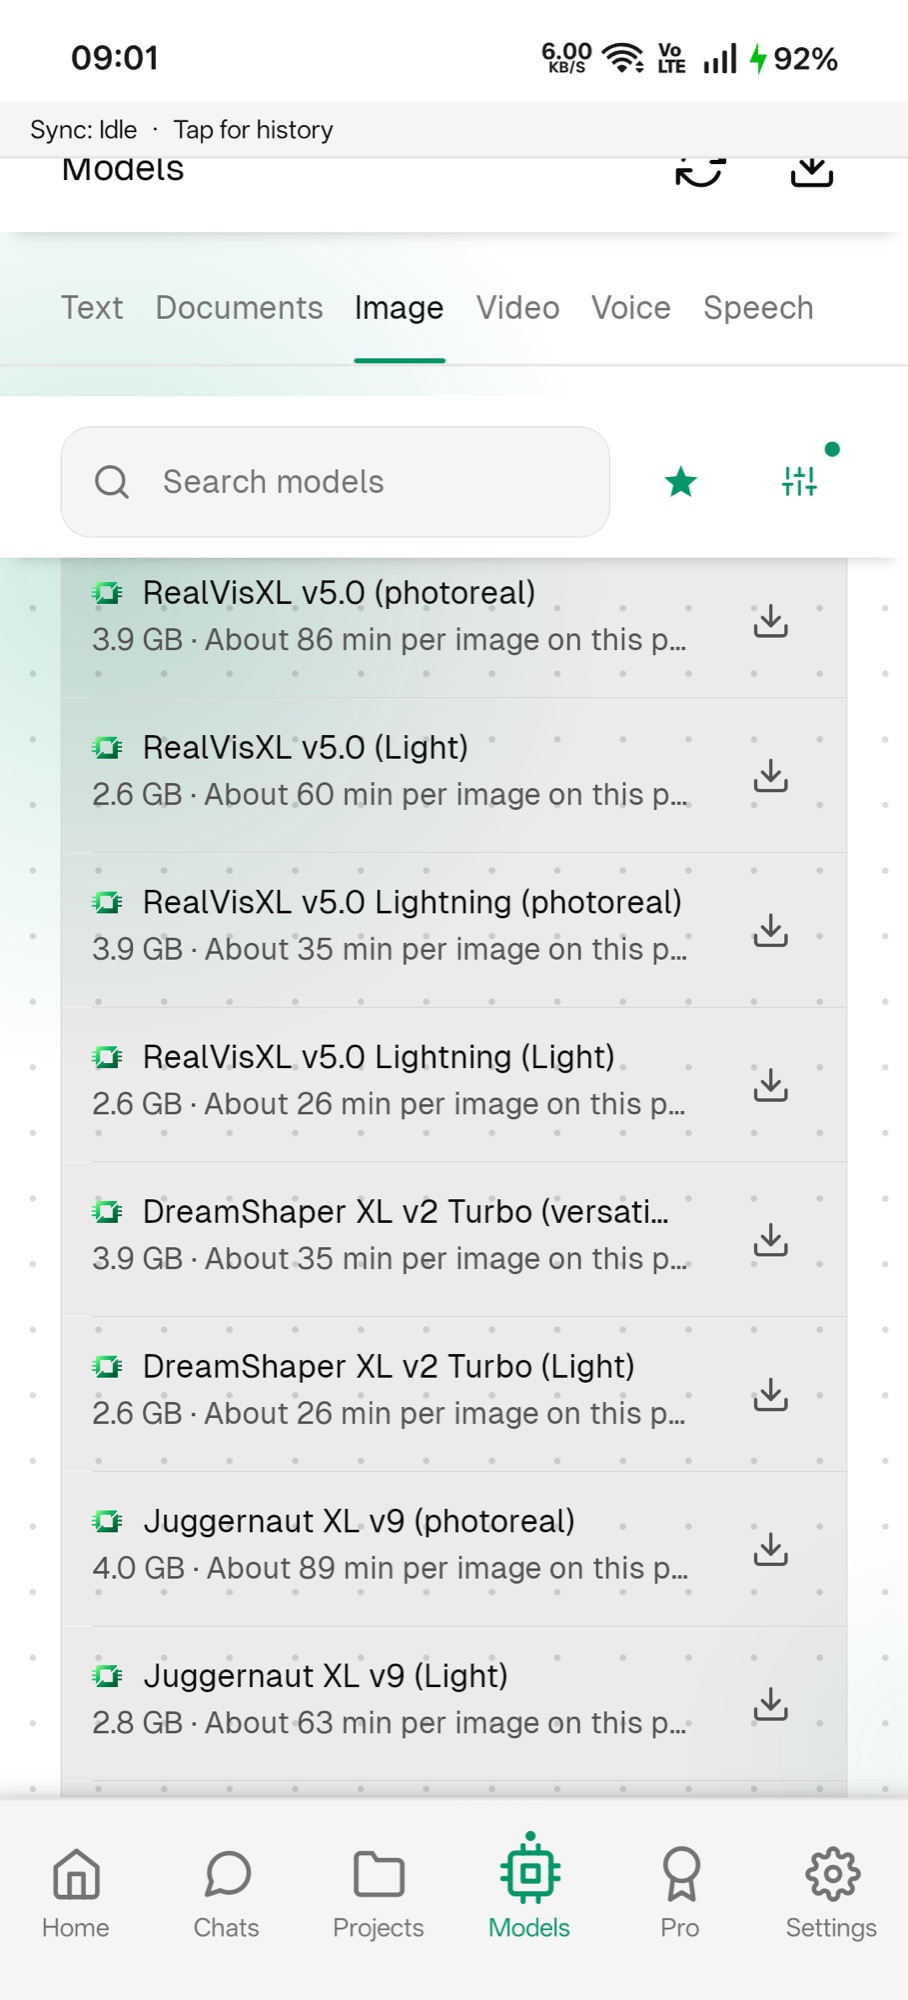 09:01
6.00 KB/S Vo LTE 92%
Sync: Idle · Tap for history
Models
Text Documents Image Video Voice Speech
Search models
RealVisXL v5.0 (photoreal)
3.9 GB · About 86 min per image on this p...
RealVisXL v5.0 (Light)
2.6 GB · About 60 min per image on this p...
RealVisXL v5.0 Lightning (photoreal)
3.9 GB · About 35 min per image on this p...
RealVisXL v5.0 Lightning (Light)
2.6 GB · About 26 min per image on this p...
DreamShaper XL v2 Turbo (versati...
3.9 GB · About 35 min per image on this p...
DreamShaper XL v2 Turbo (Light)
2.6 GB · About 26 min per image on this p...
Juggernaut XL v9 (photoreal)
4.0 GB · About 89 min per image on this p...
Juggernaut XL v9 (Light)
2.8 GB · About 63 min per image on this p...
Home Chats Projects Models Pro Settings